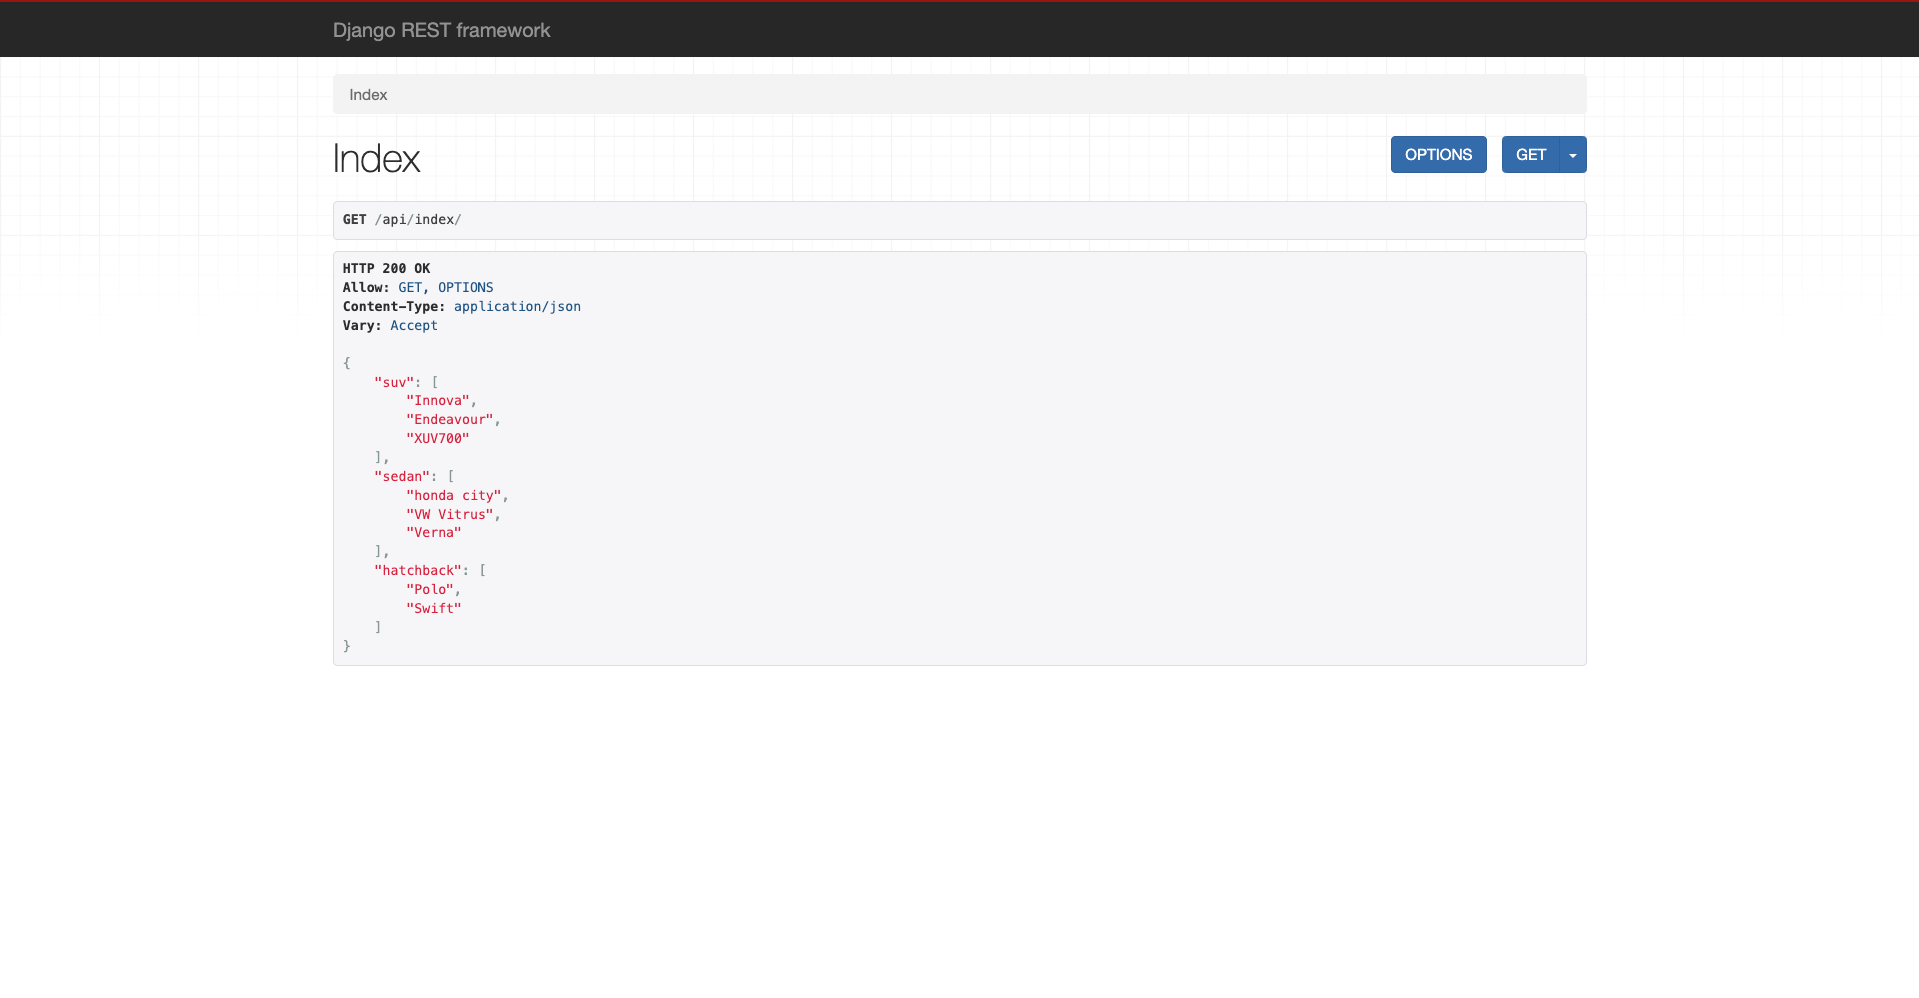 Django REST framework
Index
Index
OPTIONS
GET
GET /api/index/
HTTP 200 OK
Allow: GET, OPTIONS
Content-Type: application/json
Vary: Accept
{
    "suv": [
        "Innova",
        "Endeavour",
        "XUV700"
    ],
    "sedan": [
        "honda city",
        "VW Vitrus",
        "Verna"
    ],
    "hatchback": [
        "Polo",
        "Swift"
    ]
}